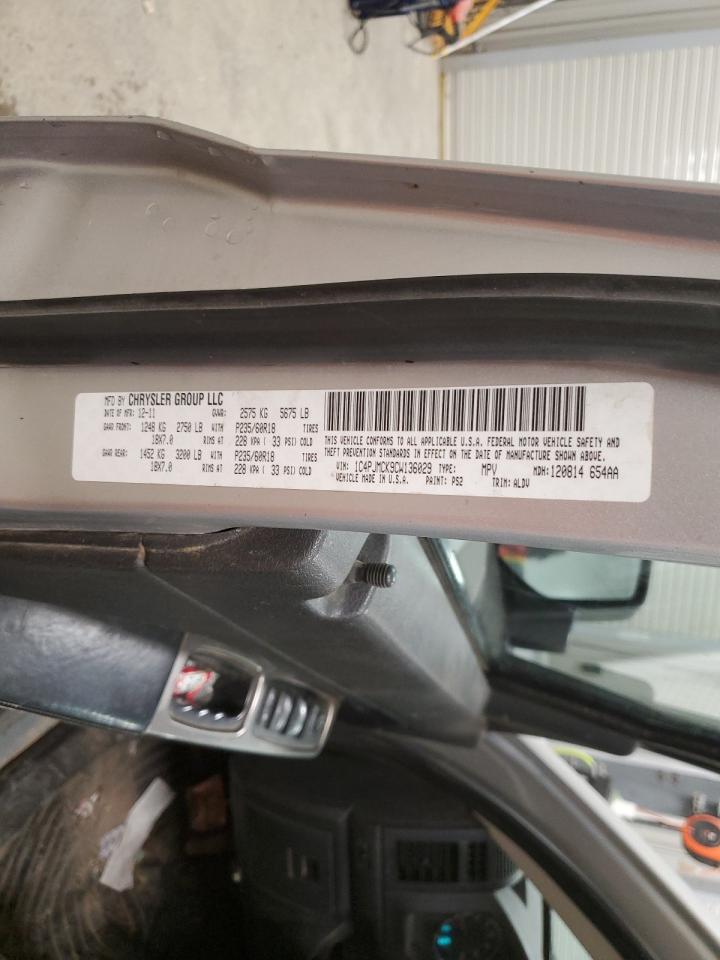 MFD BY CHRYSLER GROUP LLC
DATE OF MFR: 12-11 GVWR: 2575 KG 5675 LB
GAWR FRONT: 1248 KG 2750 LB WITH P235/60R18 TIRES
18X7.0 RIMS AT 228 KPA ( 33 PSI) COLD
GAWR REAR: 1452 KG 3200 LB WITH P235/60R18 TIRES
18X7.0 RIMS AT 228 KPA ( 33 PSI) COLD
THIS VEHICLE CONFORMS TO ALL APPLICABLE U.S.A. FEDERAL MOTOR VEHICLE SAFETY AND
THEFT PREVENTION STANDARDS IN EFFECT ON THE DATE OF MANUFACTURE SHOWN ABOVE.
VIN: 1C4PJMCK9CW136029 TYPE: MPV MDH: 120814 654AA
VEHICLE MADE IN U.S.A. PAINT: PS2 TRIM: ALDV